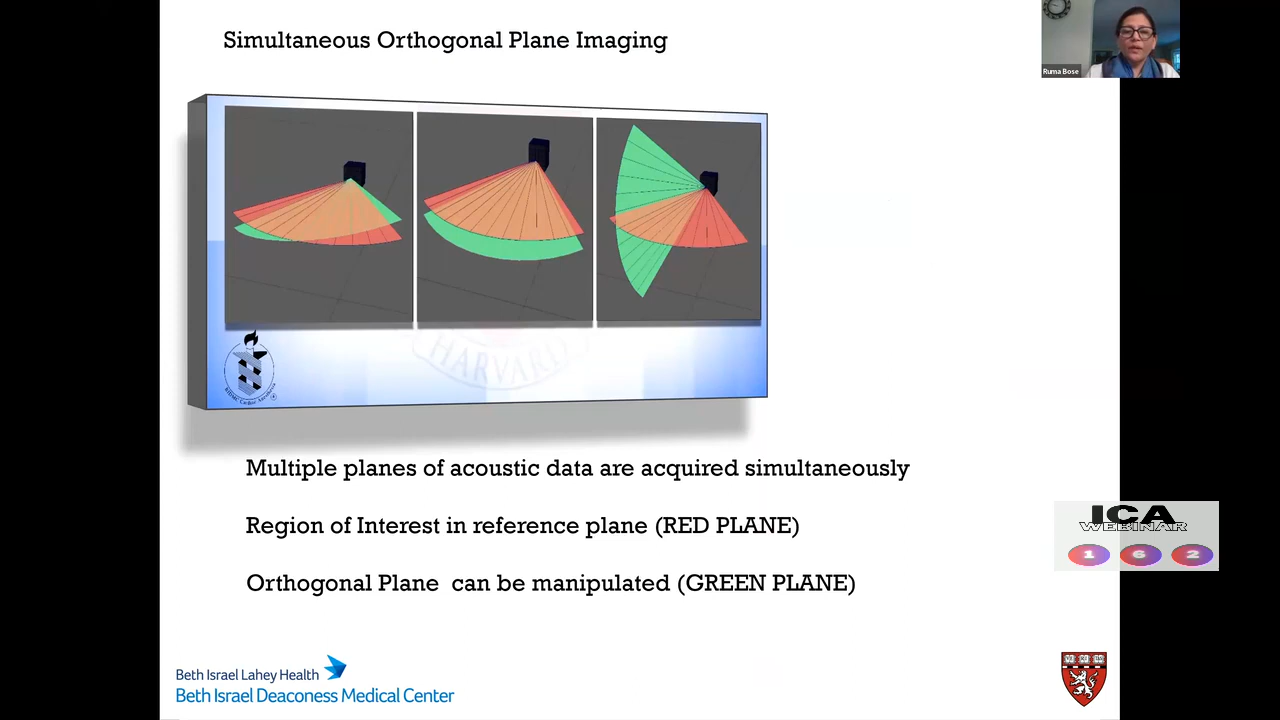 Simultaneous Orthogonal Plane Imaging
Ruma Bose
HARVARD
Multiple planes of acoustic data are acquired simultaneously
Region of Interest in reference plane (RED PLANE)
ICA
WEBINAR
1 6 2
Orthogonal Plane can be manipulated (GREEN PLANE)
Beth Israel Lahey Health
Beth Israel Deaconess Medical Center